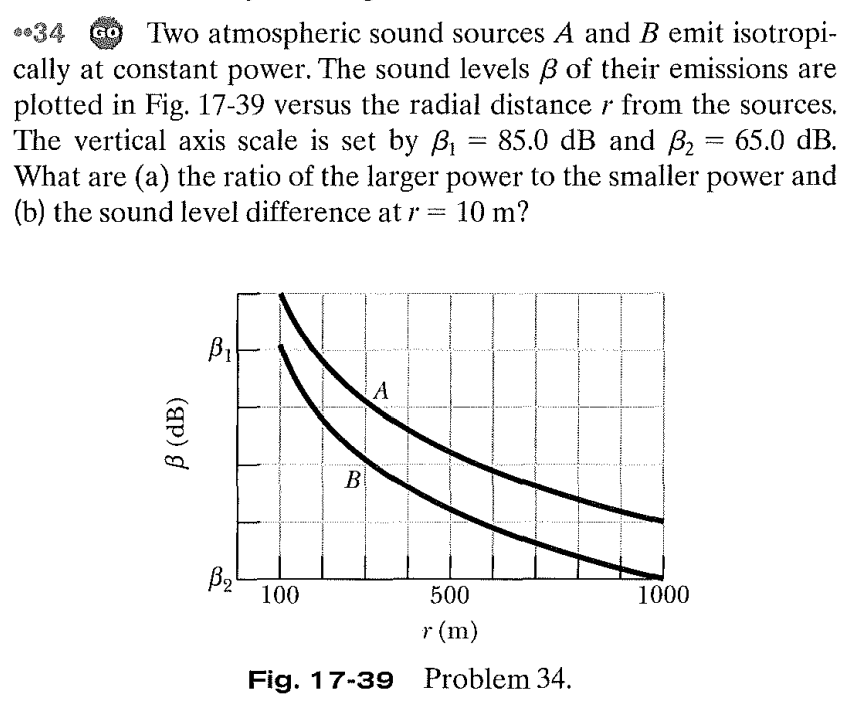 ••34 GO Two atmospheric sound sources A and B emit isotropi-
cally at constant power. The sound levels β of their emissions are
plotted in Fig. 17-39 versus the radial distance r from the sources.
The vertical axis scale is set by β₁ = 85.0 dB and β₂ = 65.0 dB.
What are (a) the ratio of the larger power to the smaller power and
(b) the sound level difference at r = 10 m?
β₁
A
β (dB)
B
β₂
100 500 1000
r (m)
Fig. 17-39 Problem 34.